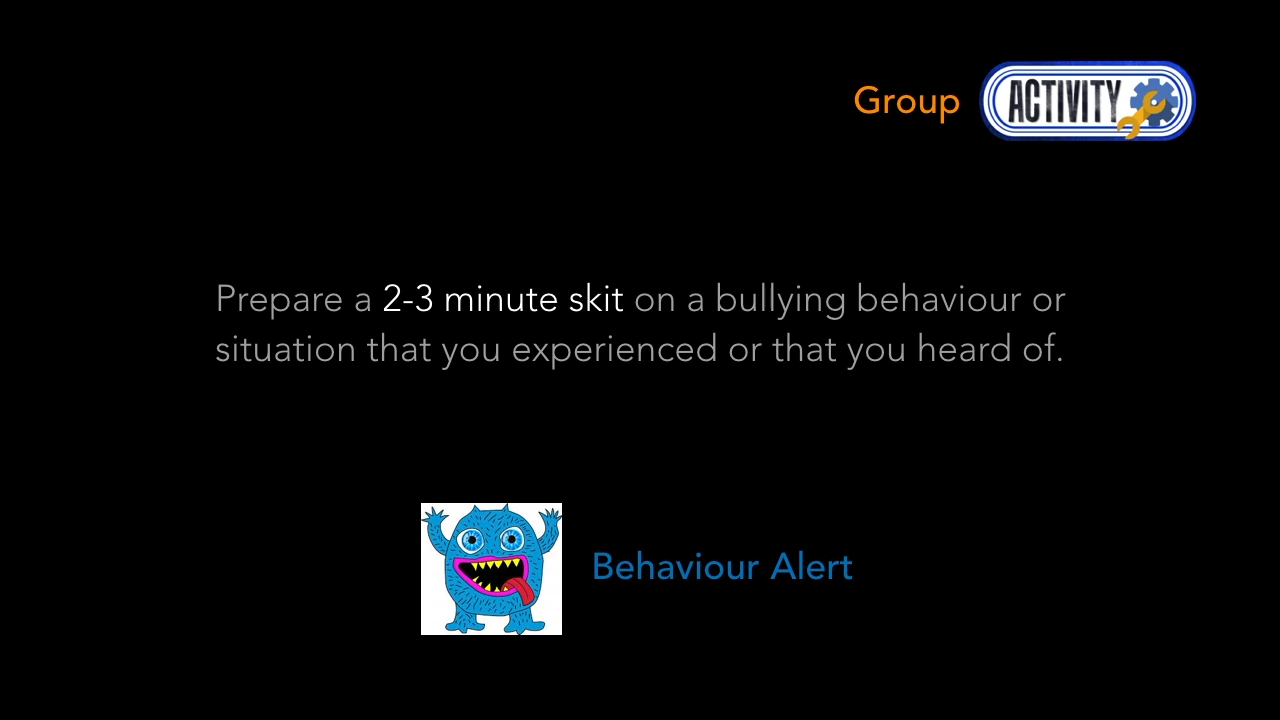 Group ACTIVITY
Prepare a 2-3 minute skit on a bullying behaviour or
situation that you experienced or that you heard of.
Behaviour Alert